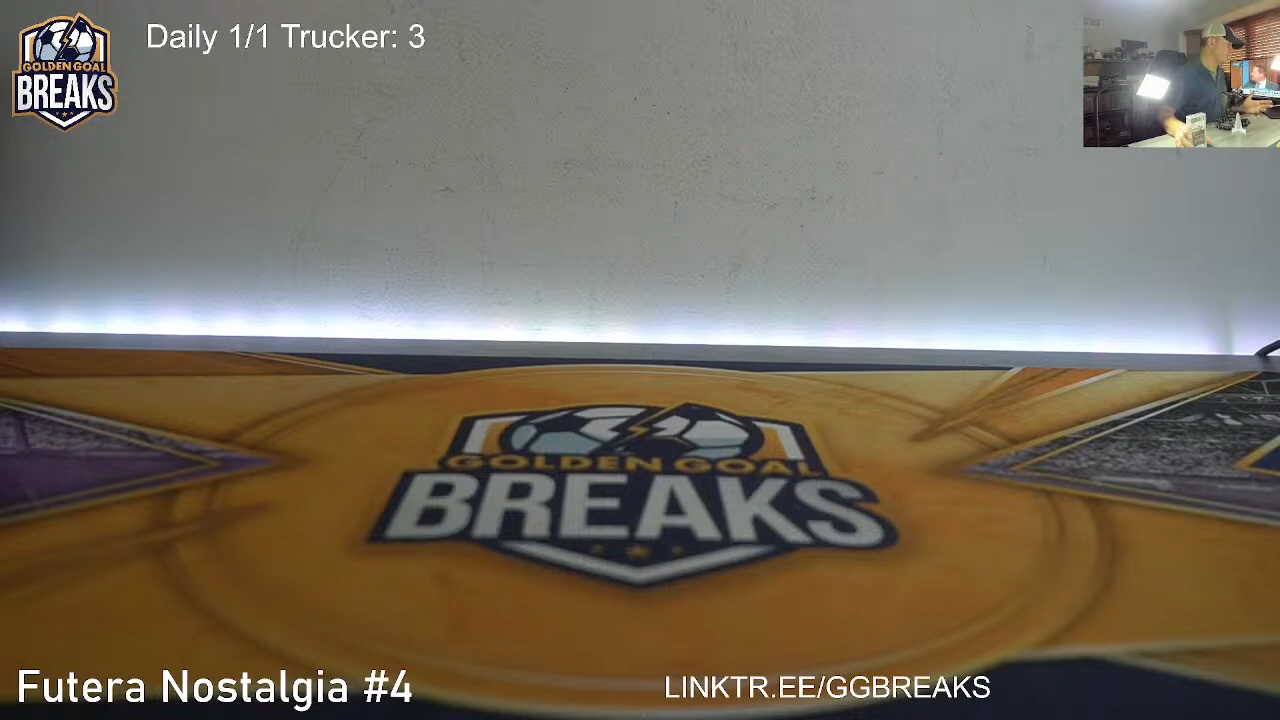 GOLDEN GOAL
BREAKS
Daily 1/1 Trucker: 3
GOLDEN GOAL
BREAKS
Futera Nostalgia #4
LINKTR.EE/GGBREAKS